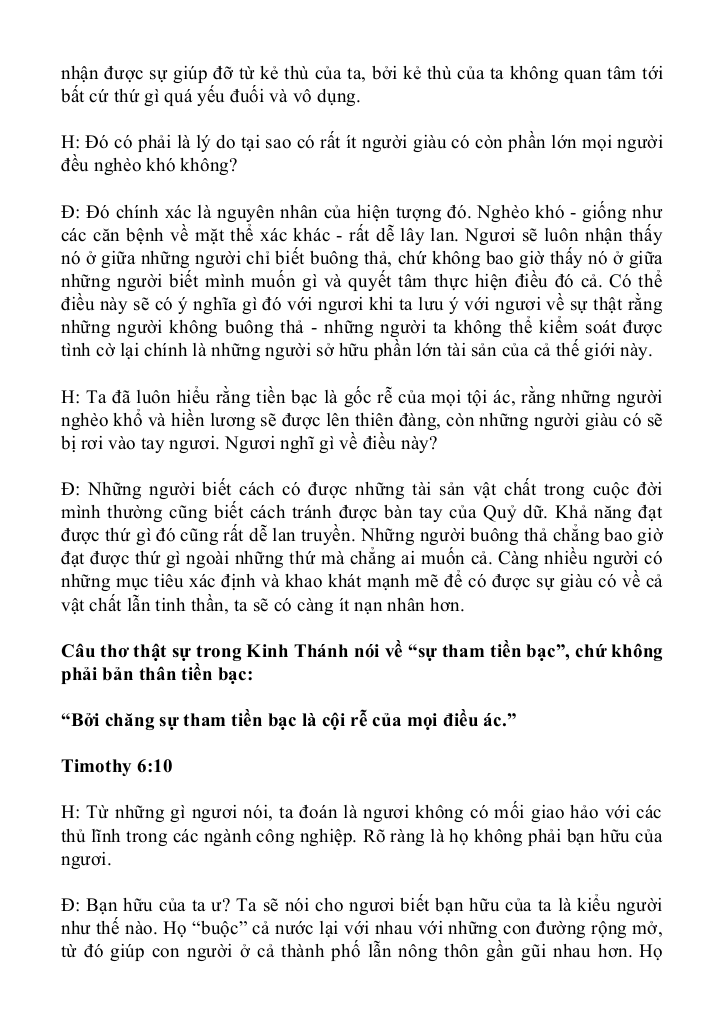 nhận được sự giúp đỡ từ kẻ thù của ta, bởi kẻ thù của ta không quan tâm tới
bất cứ thứ gì quá yếu đuối và vô dụng.
H: Đó có phải là lý do tại sao có rất ít người giàu có còn phần lớn mọi người
đều nghèo khó không?
Đ: Đó chính xác là nguyên nhân của hiện tượng đó. Nghèo khó - giống như
các căn bệnh về mặt thể xác khác - rất dễ lây lan. Ngươi sẽ luôn nhận thấy
nó ở giữa những người chỉ biết buông thả, chứ không bao giờ thấy nó ở giữa
những người biết mình muốn gì và quyết tâm thực hiện điều đó cả. Có thể
điều này sẽ có ý nghĩa gì đó với ngươi khi ta lưu ý với ngươi về sự thật rằng
những người không buông thả - những người ta không thể kiểm soát được
tình cờ lại chính là những người sở hữu phần lớn tài sản của cả thế giới này.
H: Ta đã luôn hiểu rằng tiền bạc là gốc rễ của mọi tội ác, rằng những người
nghèo khổ và hiền lương sẽ được lên thiên đàng, còn những người giàu có sẽ
bị rơi vào tay ngươi. Ngươi nghĩ gì về điều này?
Đ: Những người biết cách có được những tài sản vật chất trong cuộc đời
mình thường cũng biết cách tránh được bàn tay của Quỷ dữ. Khả năng đạt
được thứ gì đó cũng rất dễ lan truyền. Những người buông thả chẳng bao giờ
đạt được thứ gì ngoài những thứ mà chẳng ai muốn cả. Càng nhiều người có
những mục tiêu xác định và khao khát mạnh mẽ để có được sự giàu có về cả
vật chất lẫn tinh thần, ta sẽ có càng ít nạn nhân hơn.
Câu thơ thật sự trong Kinh Thánh nói về “sự tham tiền bạc”, chứ không
phải bản thân tiền bạc:
“Bởi chăng sự tham tiền bạc là cội rễ của mọi điều ác.”
Timothy 6:10
H: Từ những gì ngươi nói, ta đoán là ngươi không có mối giao hảo với các
thủ lĩnh trong các ngành công nghiệp. Rõ ràng là họ không phải bạn hữu của
ngươi.
Đ: Bạn hữu của ta ư? Ta sẽ nói cho ngươi biết bạn hữu của ta là kiểu người
như thế nào. Họ “buộc” cả nước lại với nhau với những con đường rộng mở,
từ đó giúp con người ở cả thành phố lẫn nông thôn gần gũi nhau hơn. Họ